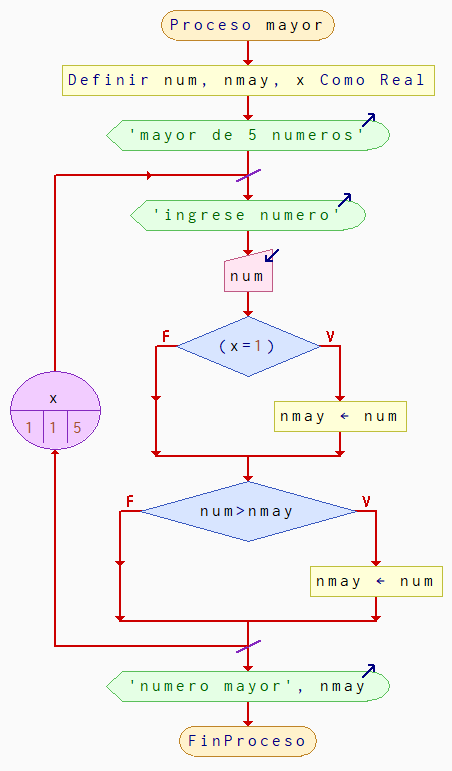 Proceso mayor
Definir num, nmay, x Como Real
'mayor de 5 numeros'
'ingrese numero'
num
F
(x=1)
V
x
1 1 5
nmay ← num
F
num>nmay
V
nmay ← num
'numero mayor', nmay
FinProceso